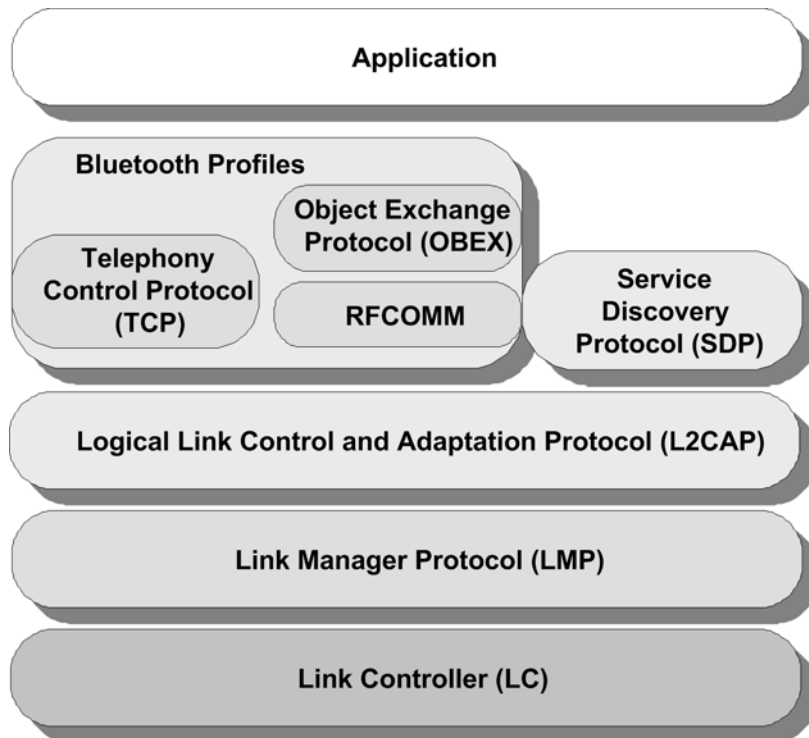 Application
Bluetooth Profiles
Object Exchange
Protocol (OBEX)
Telephony
Control Protocol
(TCP)
RFCOMM
Service
Discovery
Protocol (SDP)
Logical Link Control and Adaptation Protocol (L2CAP)
Link Manager Protocol (LMP)
Link Controller (LC)